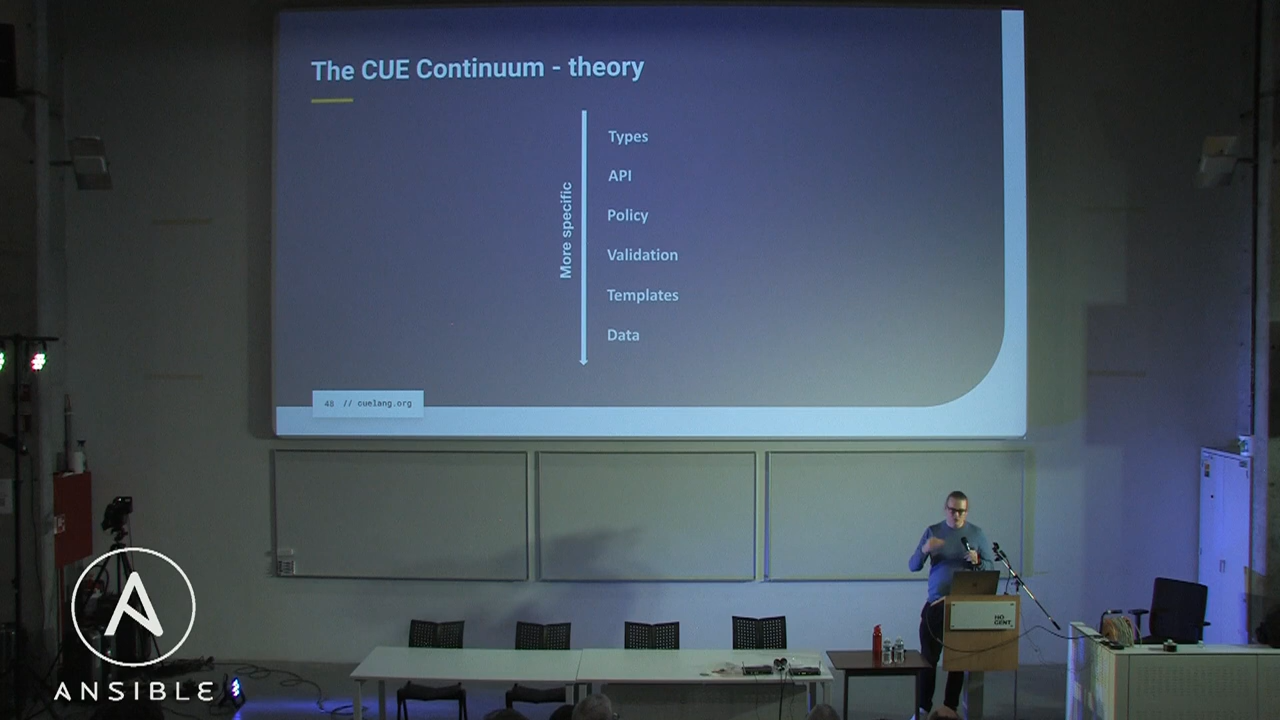 The CUE Continuum - theory
More specific
Types
API
Policy
Validation
Templates
Data
48 // cuelang.org
HO
GENT
ANSIBLE